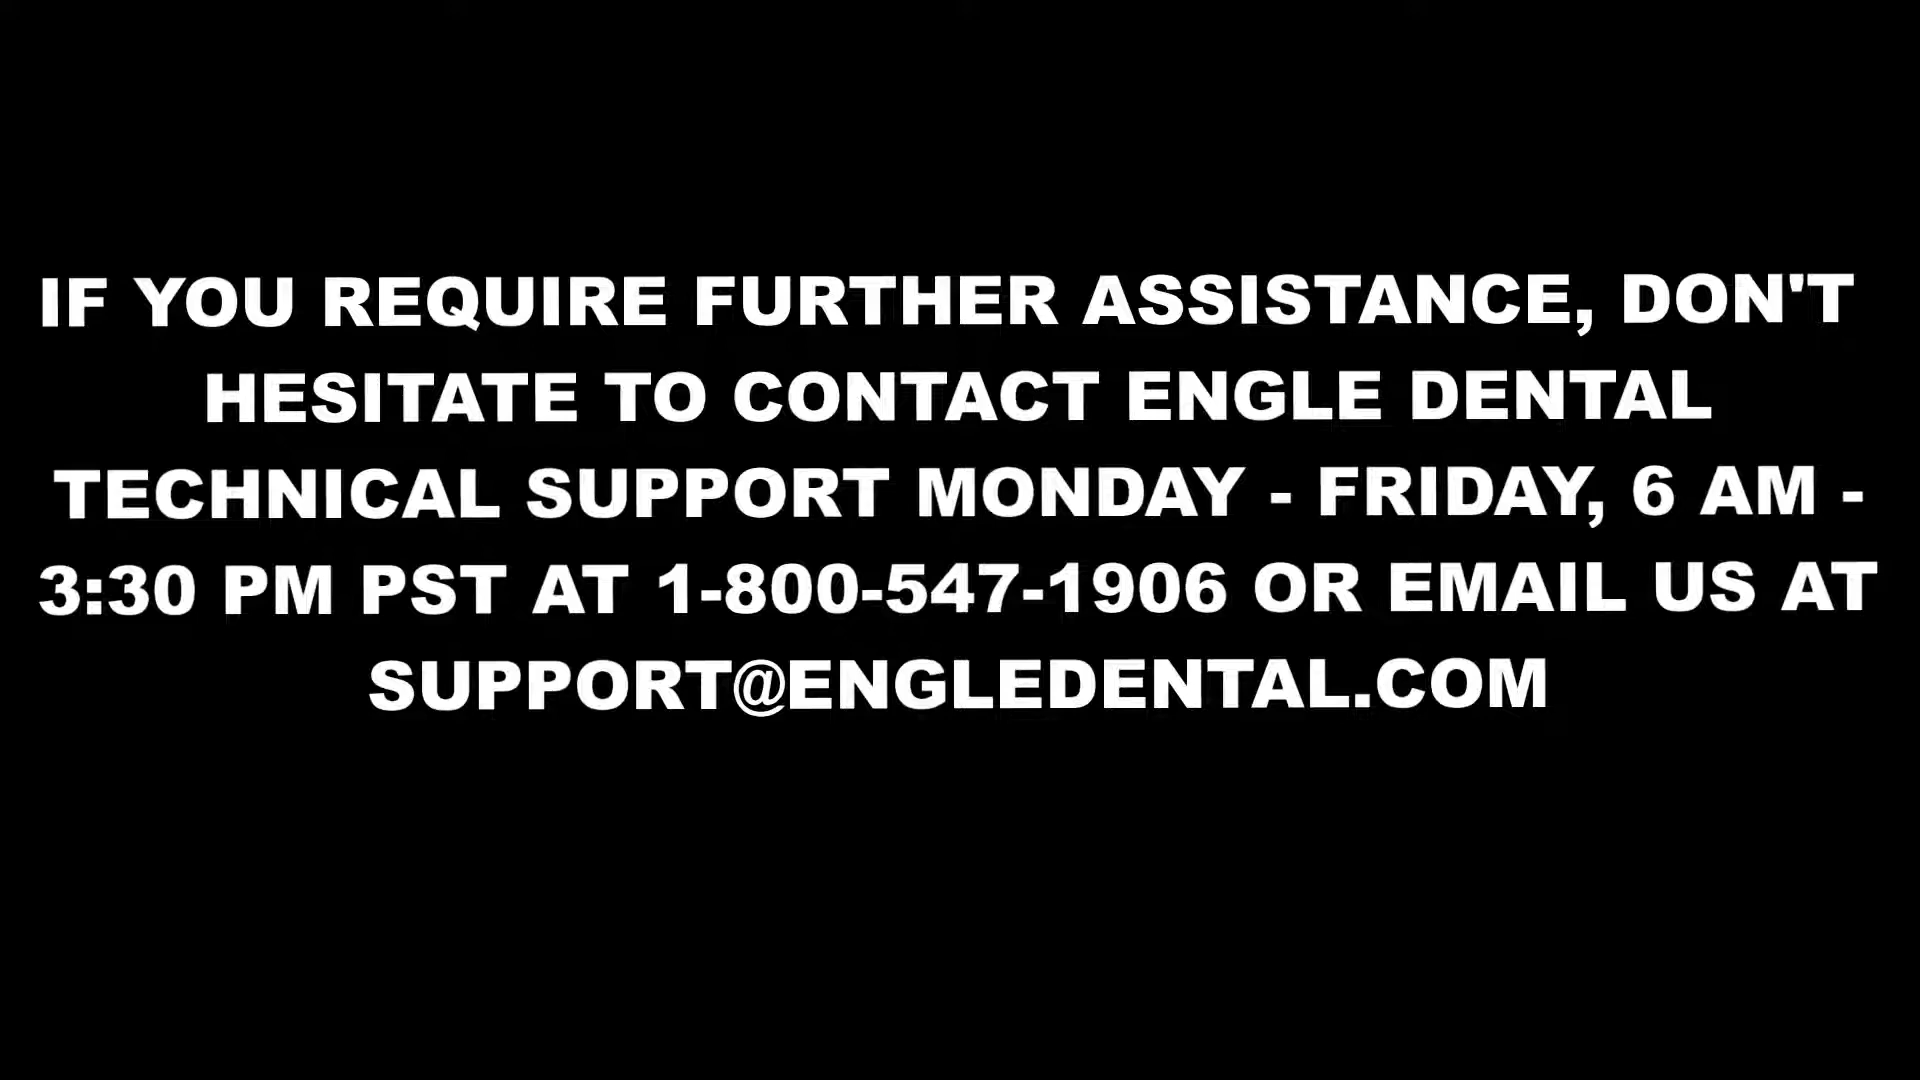 IF YOU REQUIRE FURTHER ASSISTANCE, DON'T
HESITATE TO CONTACT ENGLE DENTAL
TECHNICAL SUPPORT MONDAY - FRIDAY, 6 AM -
3:30 PM PST AT 1-800-547-1906 OR EMAIL US AT
SUPPORT@ENGLEDENTAL.COM